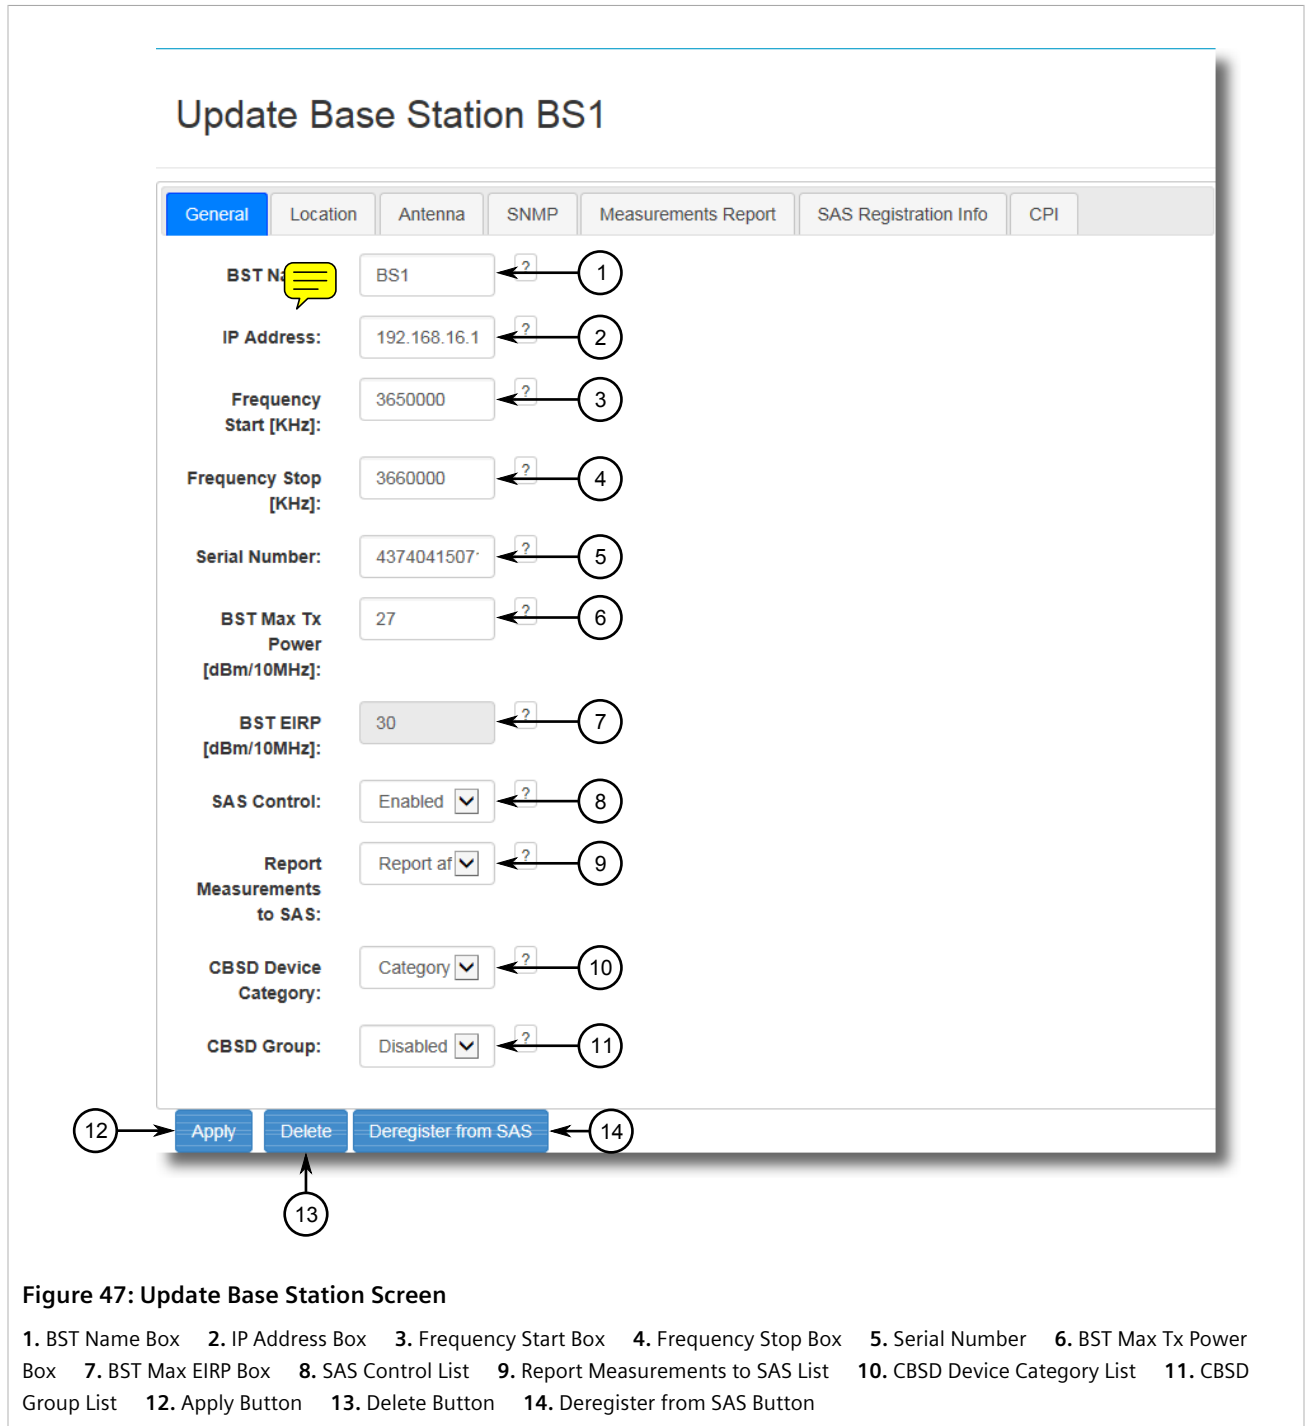 Update Base Station BS1
General Location Antenna SNMP Measurements Report SAS Registration Info CPI
BST BS1 ? 1
IP Address: 192.168.16.1 ? 2
Frequency Start [KHz]: 3650000 ? 3
Frequency Stop [KHz]: 3660000 ? 4
Serial Number: 4374041507 ? 5
BST Max Tx Power [dBm/10MHz]: 27 ? 6
BST EIRP [dBm/10MHz]: 30 ? 7
SAS Control: Enabled ? 8
Report Measurements to SAS: Report af ? 9
CBSD Device Category: Category ? 10
CBSD Group: Disabled ? 11
12 Apply Delete Deregister from SAS 14
13
Figure 47: Update Base Station Screen
1. BST Name Box 2. IP Address Box 3. Frequency Start Box 4. Frequency Stop Box 5. Serial Number 6. BST Max Tx Power
Box 7. BST Max EIRP Box 8. SAS Control List 9. Report Measurements to SAS List 10. CBSD Device Category List 11. CBSD
Group List 12. Apply Button 13. Delete Button 14. Deregister from SAS Button